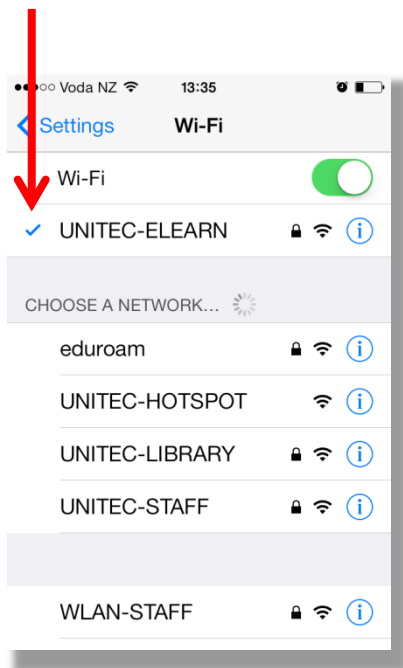 Voda NZ 13:35
Settings Wi-Fi
Wi-Fi
UNITEC-ELEARN
CHOOSE A NETWORK...
eduroam
UNITEC-HOTSPOT
UNITEC-LIBRARY
UNITEC-STAFF
WLAN-STAFF